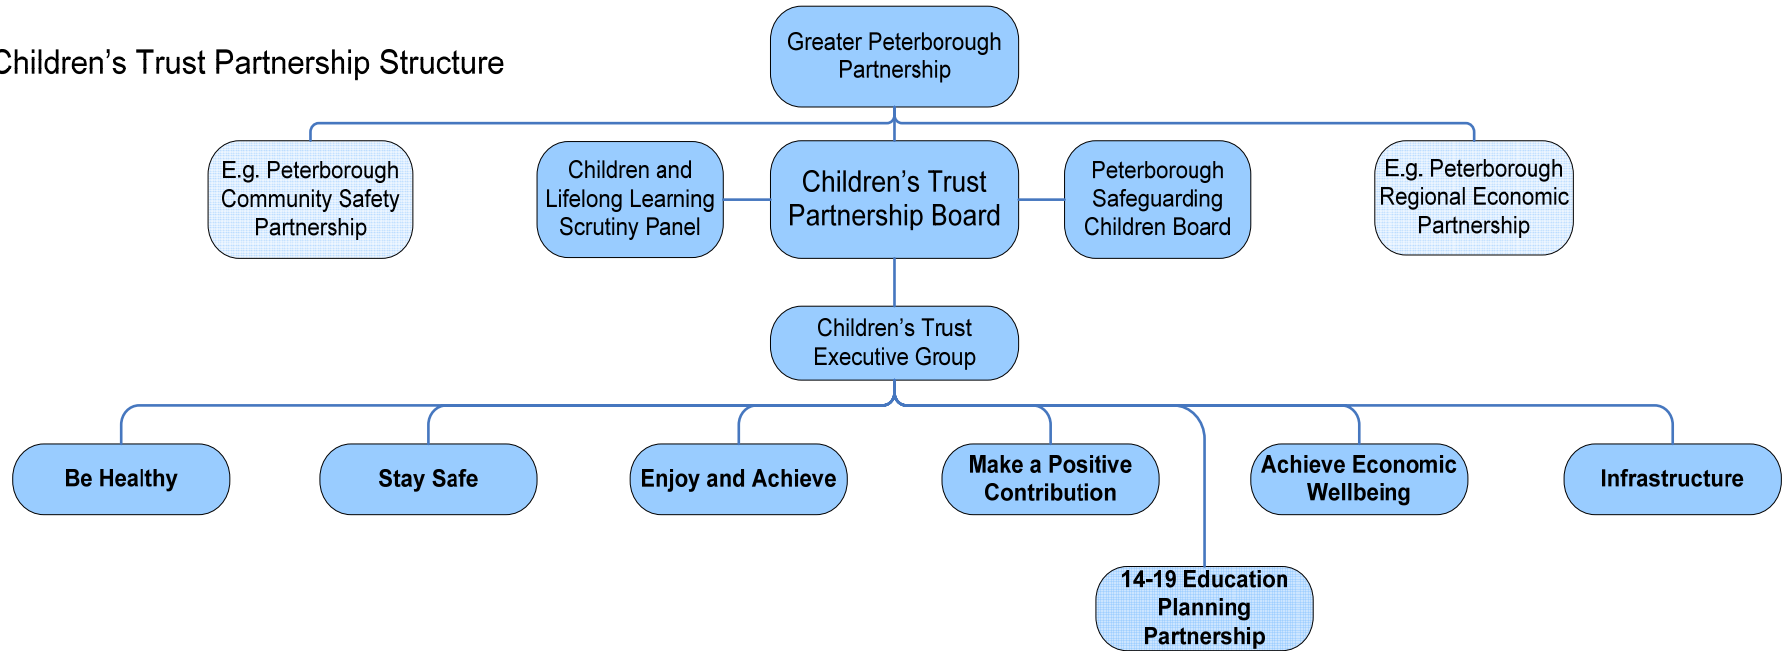 Children's Trust Partnership Structure
Greater Peterborough
Partnership
E.g. Peterborough
Community Safety
Partnership
Children and
Lifelong Learning
Scrutiny Panel
Children's Trust
Partnership Board
Peterborough
Safeguarding
Children Board
E.g. Peterborough
Regional Economic
Partnership
Children's Trust
Executive Group
Be Healthy
Stay Safe
Enjoy and Achieve
Make a Positive
Contribution
Achieve Economic
Wellbeing
Infrastructure
14-19 Education
Planning
Partnership